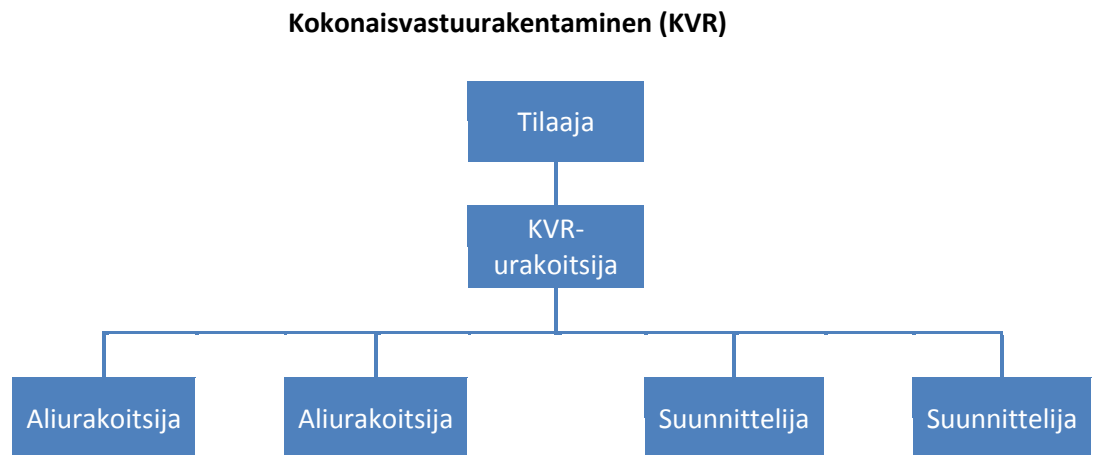 Kokonaisvastuurakentaminen (KVR)
Tilaaja
KVR-
urakoitsija
Aliurakoitsija
Aliurakoitsija
Suunnittelija
Suunnittelija